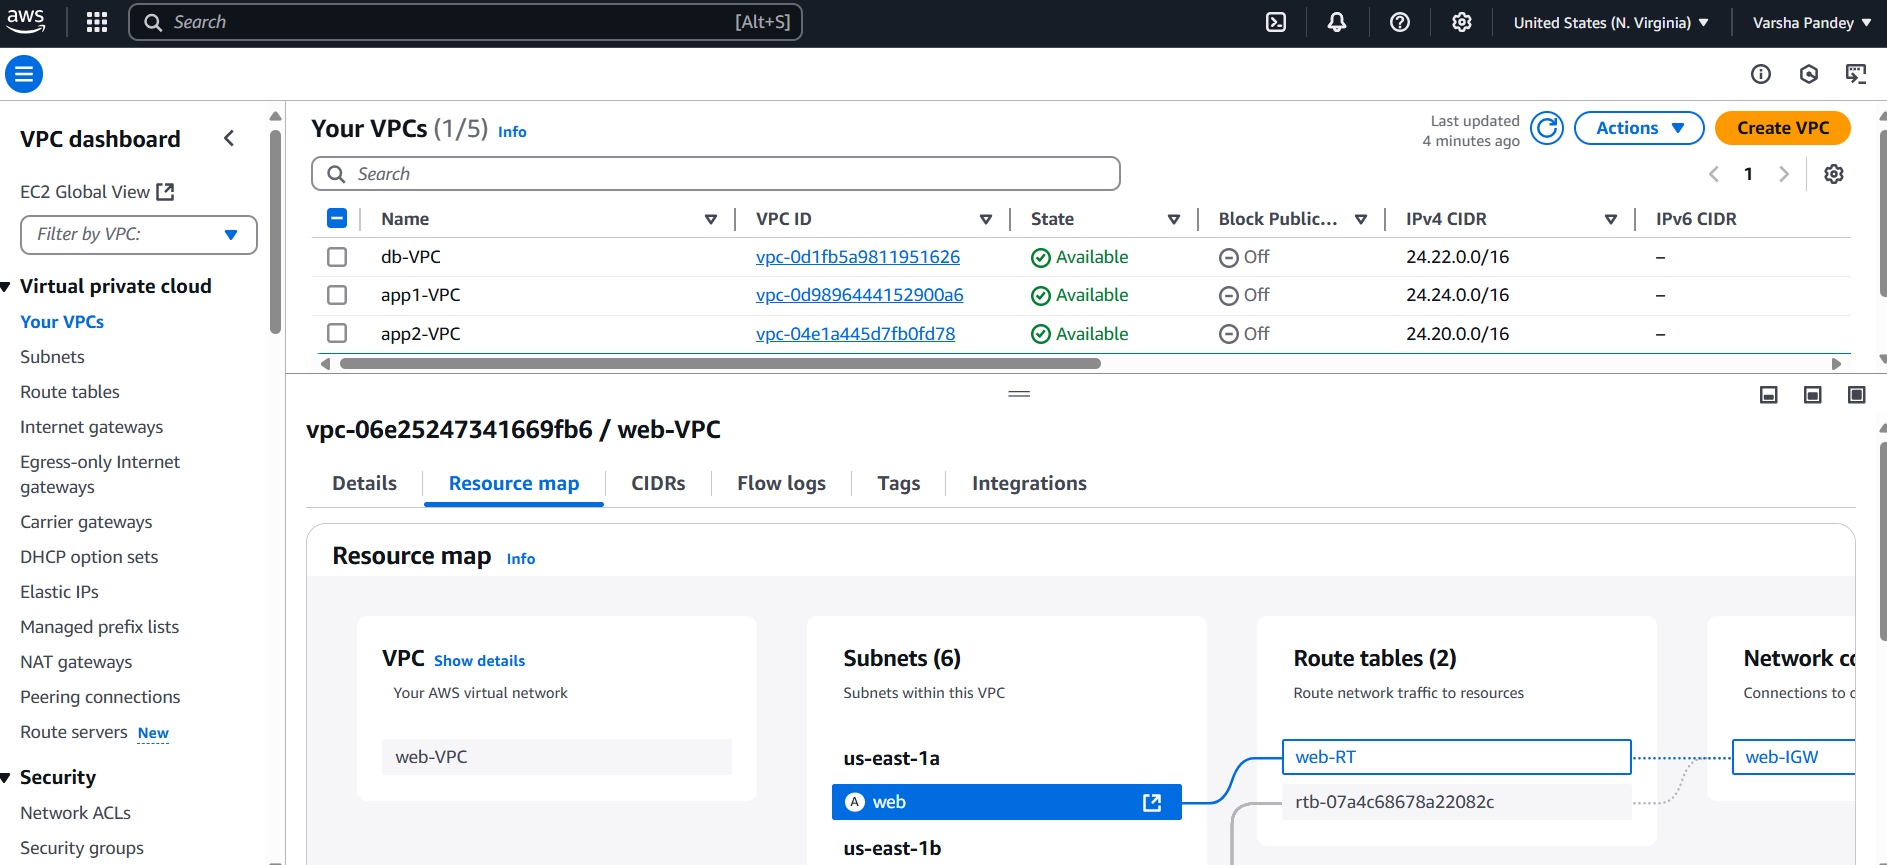 aws
Search
[Alt+S]
United States (N. Virginia)
Varsha Pandey
VPC dashboard
EC2 Global View
Filter by VPC:
Virtual private cloud
Your VPCs
Subnets
Route tables
Internet gateways
Egress-only Internet
gateways
Carrier gateways
DHCP option sets
Elastic IPs
Managed prefix lists
NAT gateways
Peering connections
Route servers New
Security
Network ACLs
Security groups
Your VPCs (1/5) Info
Last updated
4 minutes ago
Actions
Create VPC
Search
1
Name VPC ID State Block Public... IPv4 CIDR IPv6 CIDR
db-VPC vpc-0d1fb5a9811951626 Available Off 24.22.0.0/16 –
app1-VPC vpc-0d9896444152900a6 Available Off 24.24.0.0/16 –
app2-VPC vpc-04e1a445d7fb0fd78 Available Off 24.20.0.0/16 –
vpc-06e25247341669fb6 / web-VPC
Details Resource map CIDRs Flow logs Tags Integrations
Resource map Info
VPC Show details
Your AWS virtual network
web-VPC
Subnets (6)
Subnets within this VPC
us-east-1a
A web
us-east-1b
Route tables (2)
Route network traffic to resources
web-RT
rtb-07a4c68678a22082c
Network
Connections to
web-IGW